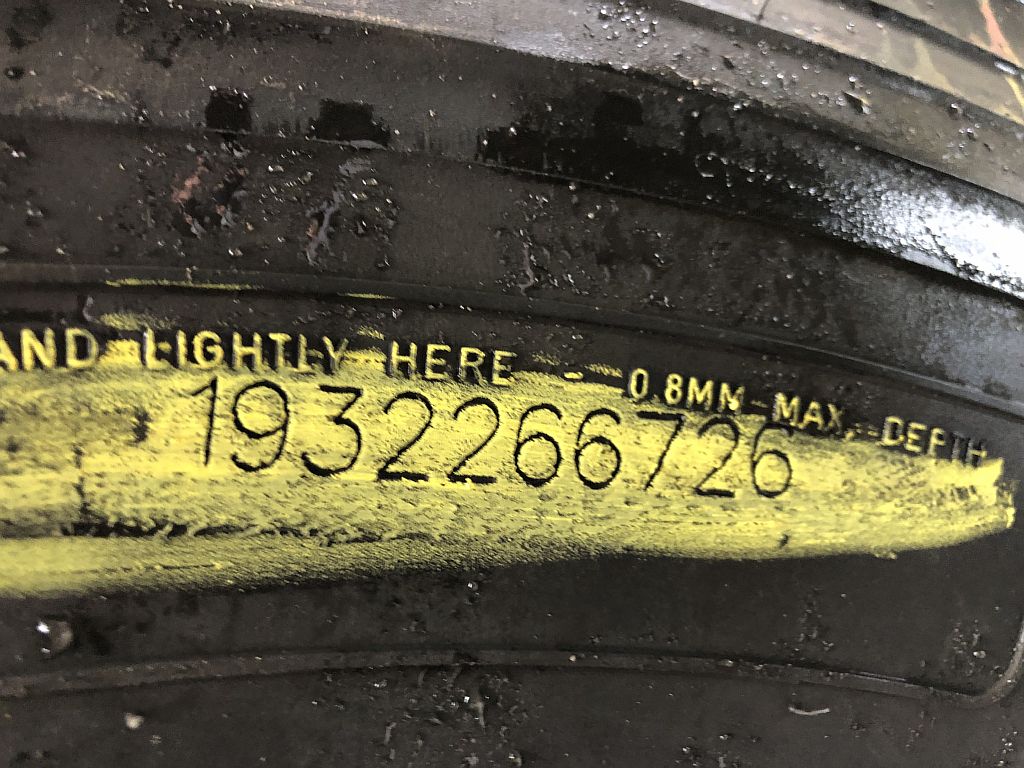 AND LIGHTLY HERE - 0.8MM MAX. DEPTH
1932266726